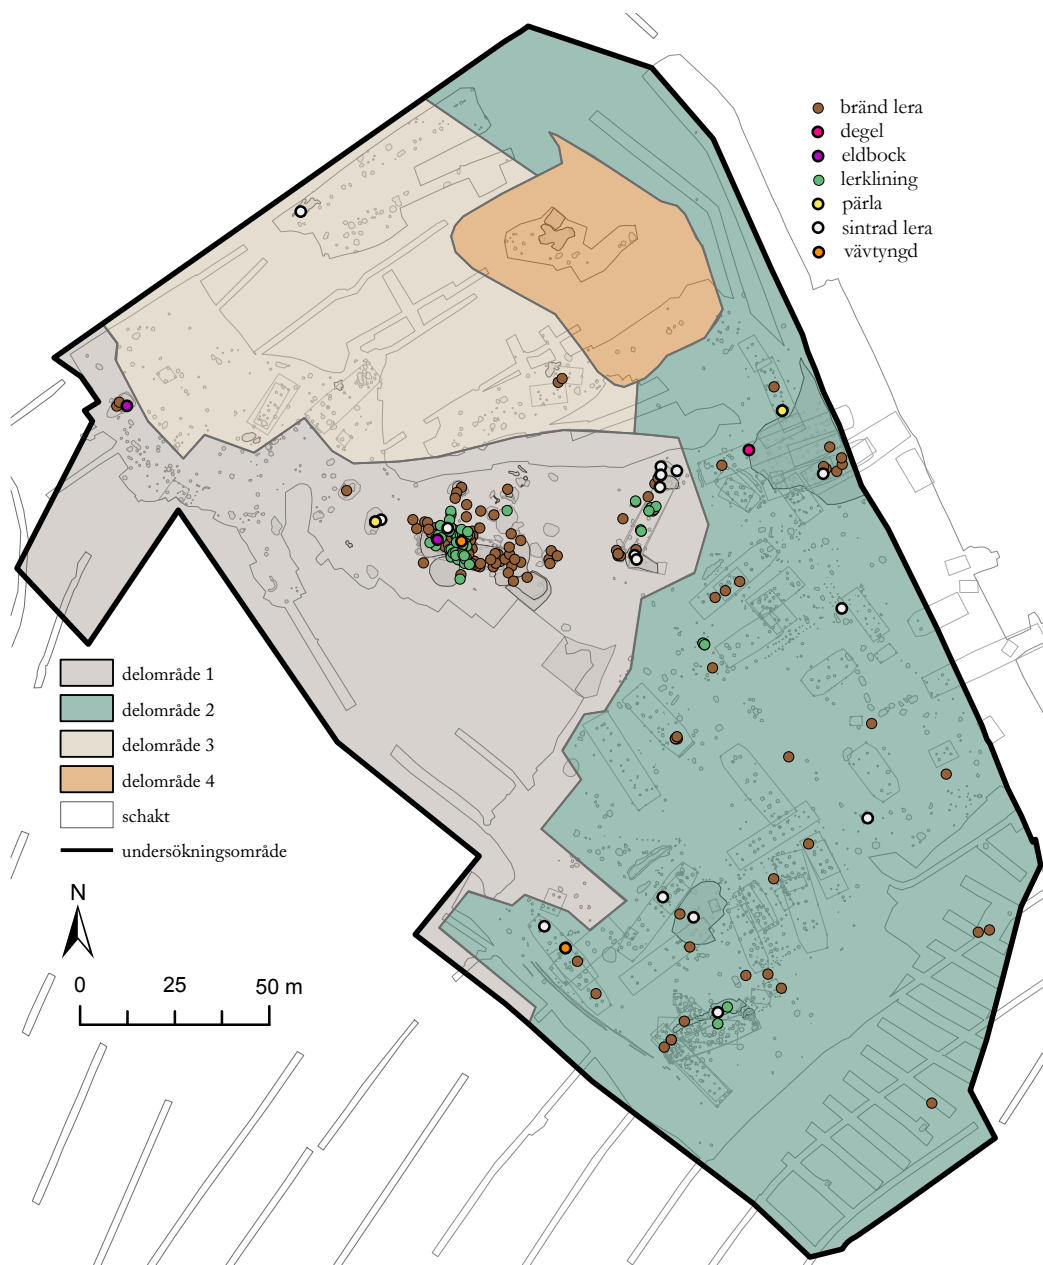 bränd lera
degel
eldbock
lerklining
pärla
sintrad lera
vävtyngd
delområde 1
delområde 2
delområde 3
delområde 4
schakt
undersökningsområde
N
0 25 50 m